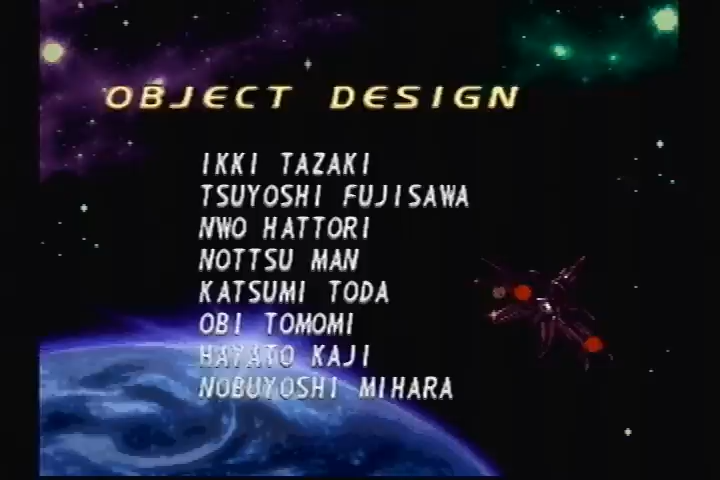 OBJECT DESIGN
IKKI TAZAKI
TSUYOSHI FUJISAWA
NWO HATTORI
NOTTSU MAN
KATSUMI TODA
OBI TOMOMI
HAYATO KAJI
NOBUYOSHI MIHARA